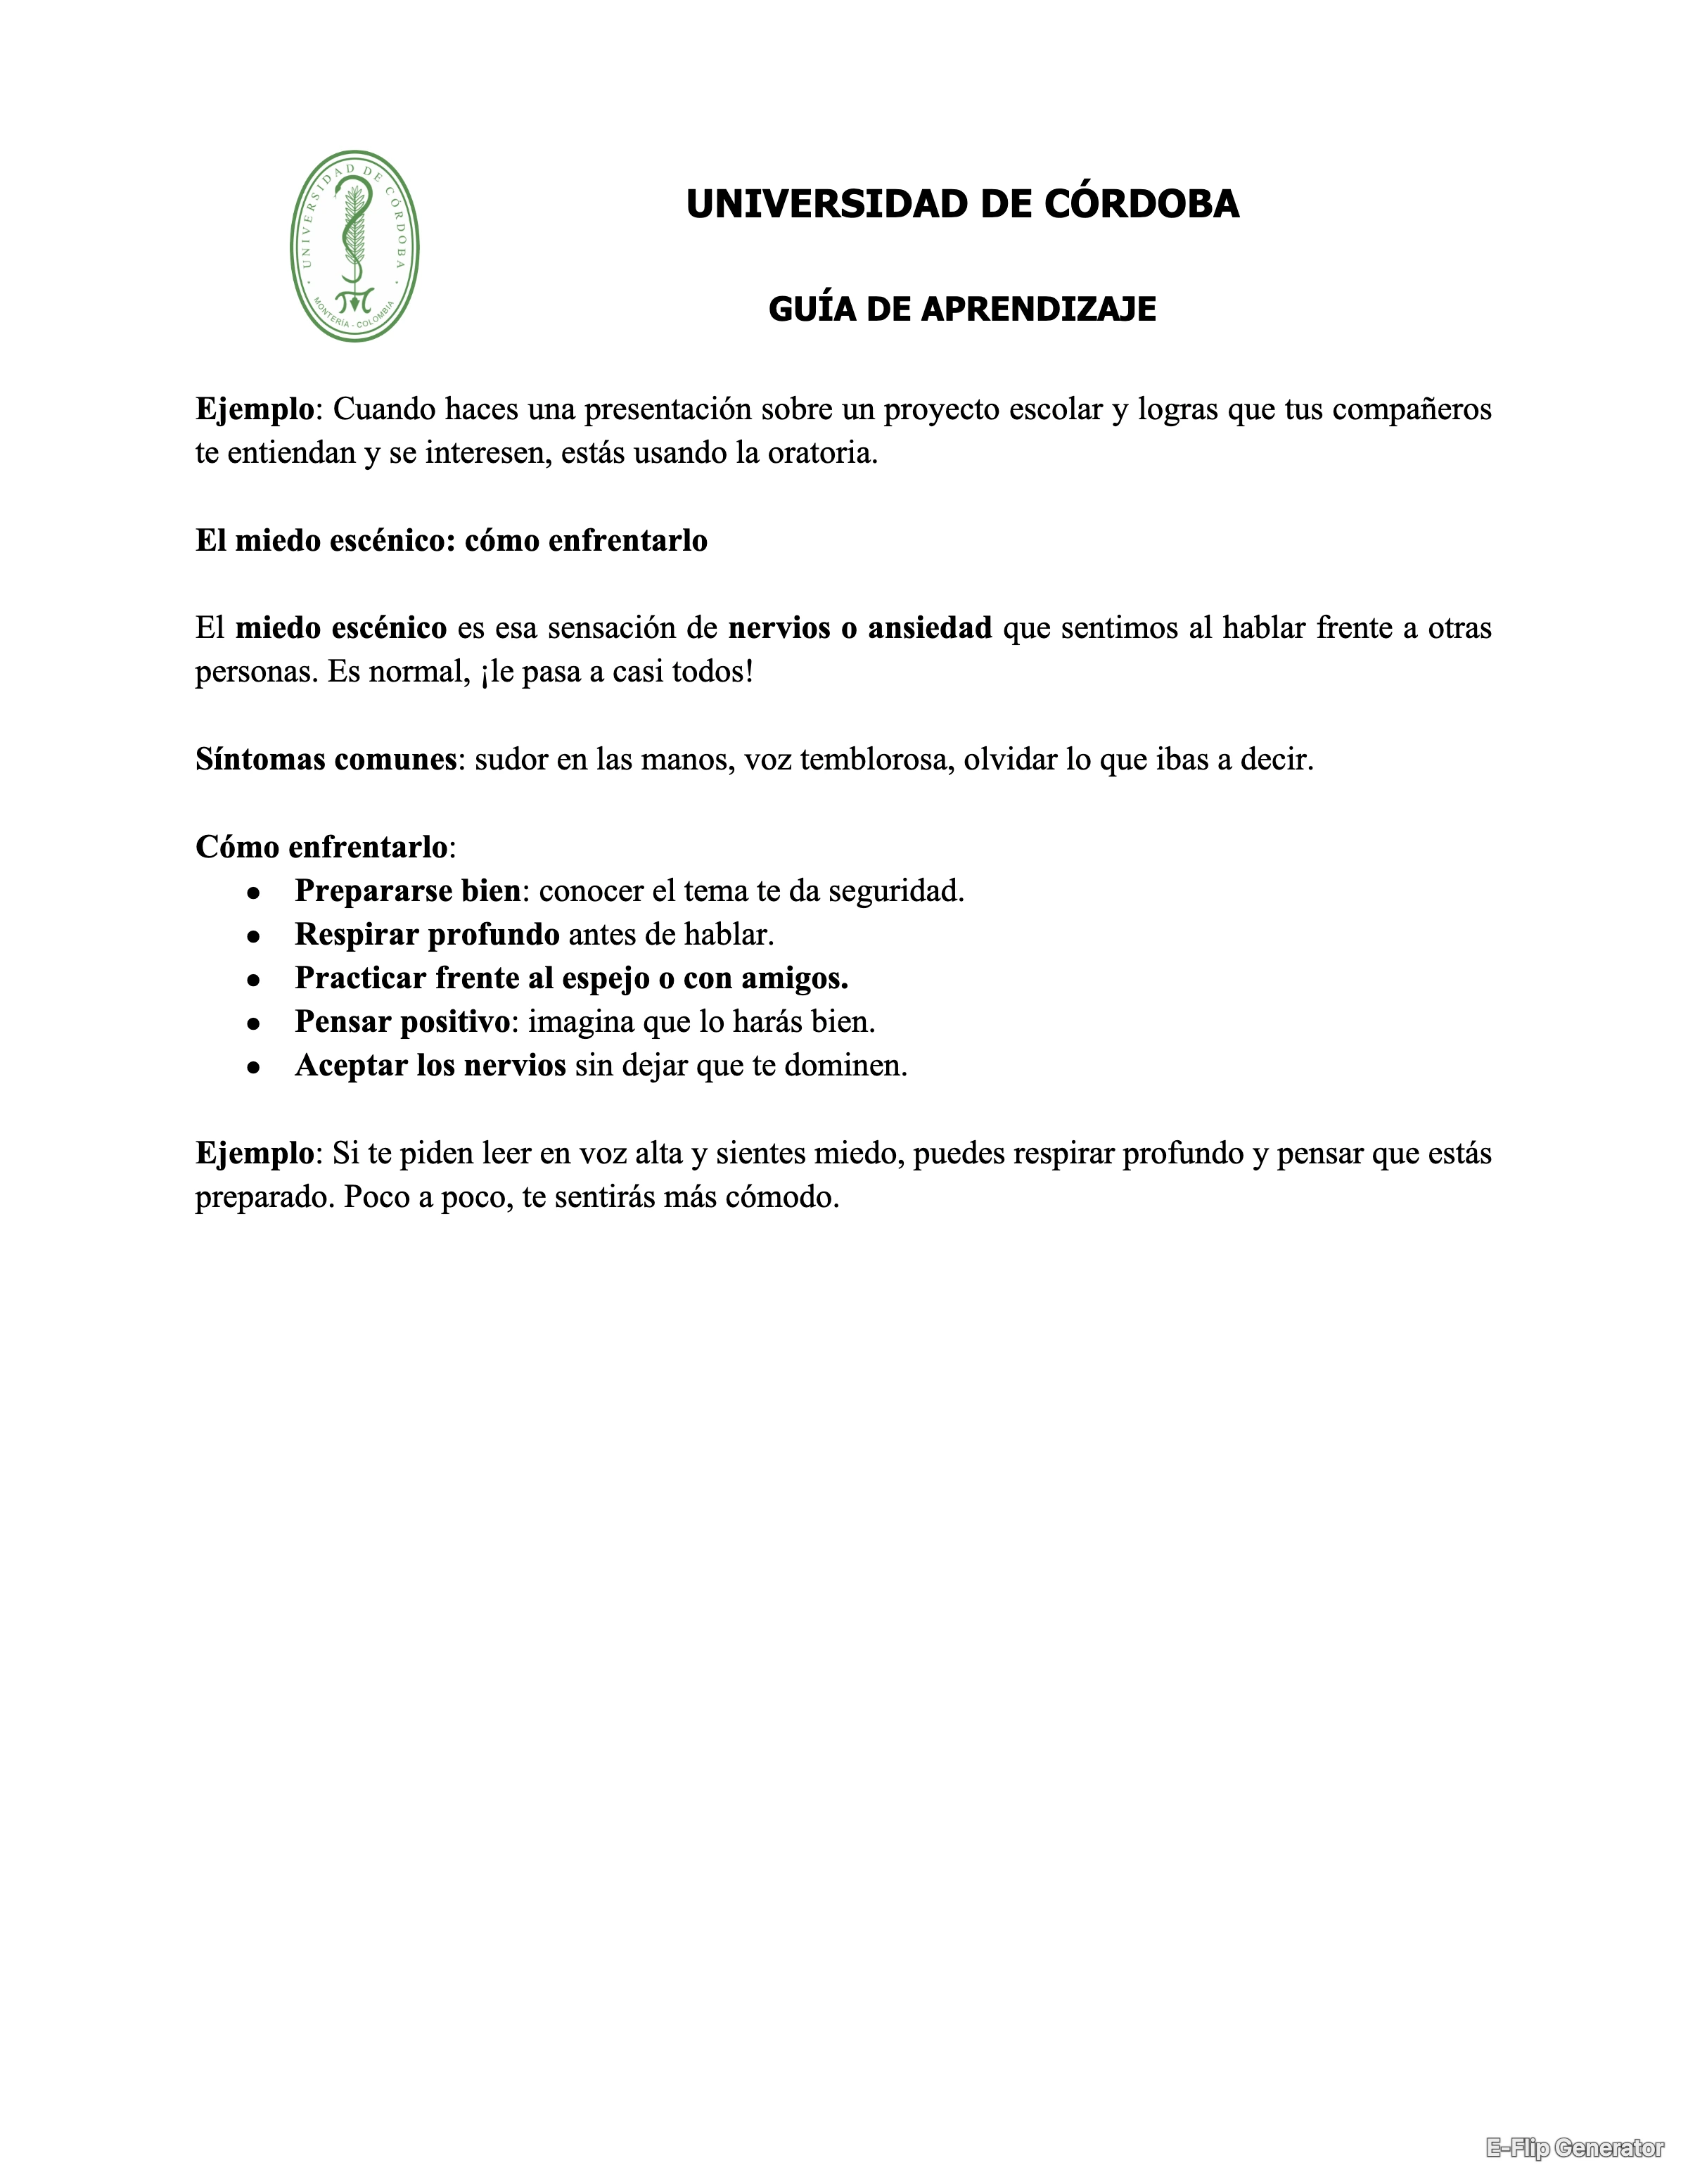 UNIVERSIDAD DE CÓRDOBA
MONTERÍA - COLOMBIA
UNIVERSIDAD DE CÓRDOBA
GUÍA DE APRENDIZAJE
Ejemplo: Cuando haces una presentación sobre un proyecto escolar y logras que tus compañeros
te entiendan y se interesen, estás usando la oratoria.
El miedo escénico: cómo enfrentarlo
El miedo escénico es esa sensación de nervios o ansiedad que sentimos al hablar frente a otras
personas. Es normal, ¡le pasa a casi todos!
Síntomas comunes: sudor en las manos, voz temblorosa, olvidar lo que ibas a decir.
Cómo enfrentarlo:
● Prepararse bien: conocer el tema te da seguridad.
● Respirar profundo antes de hablar.
● Practicar frente al espejo o con amigos.
● Pensar positivo: imagina que lo harás bien.
● Aceptar los nervios sin dejar que te dominen.
Ejemplo: Si te piden leer en voz alta y sientes miedo, puedes respirar profundo y pensar que estás
preparado. Poco a poco, te sentirás más cómodo.
E-Flip Generator